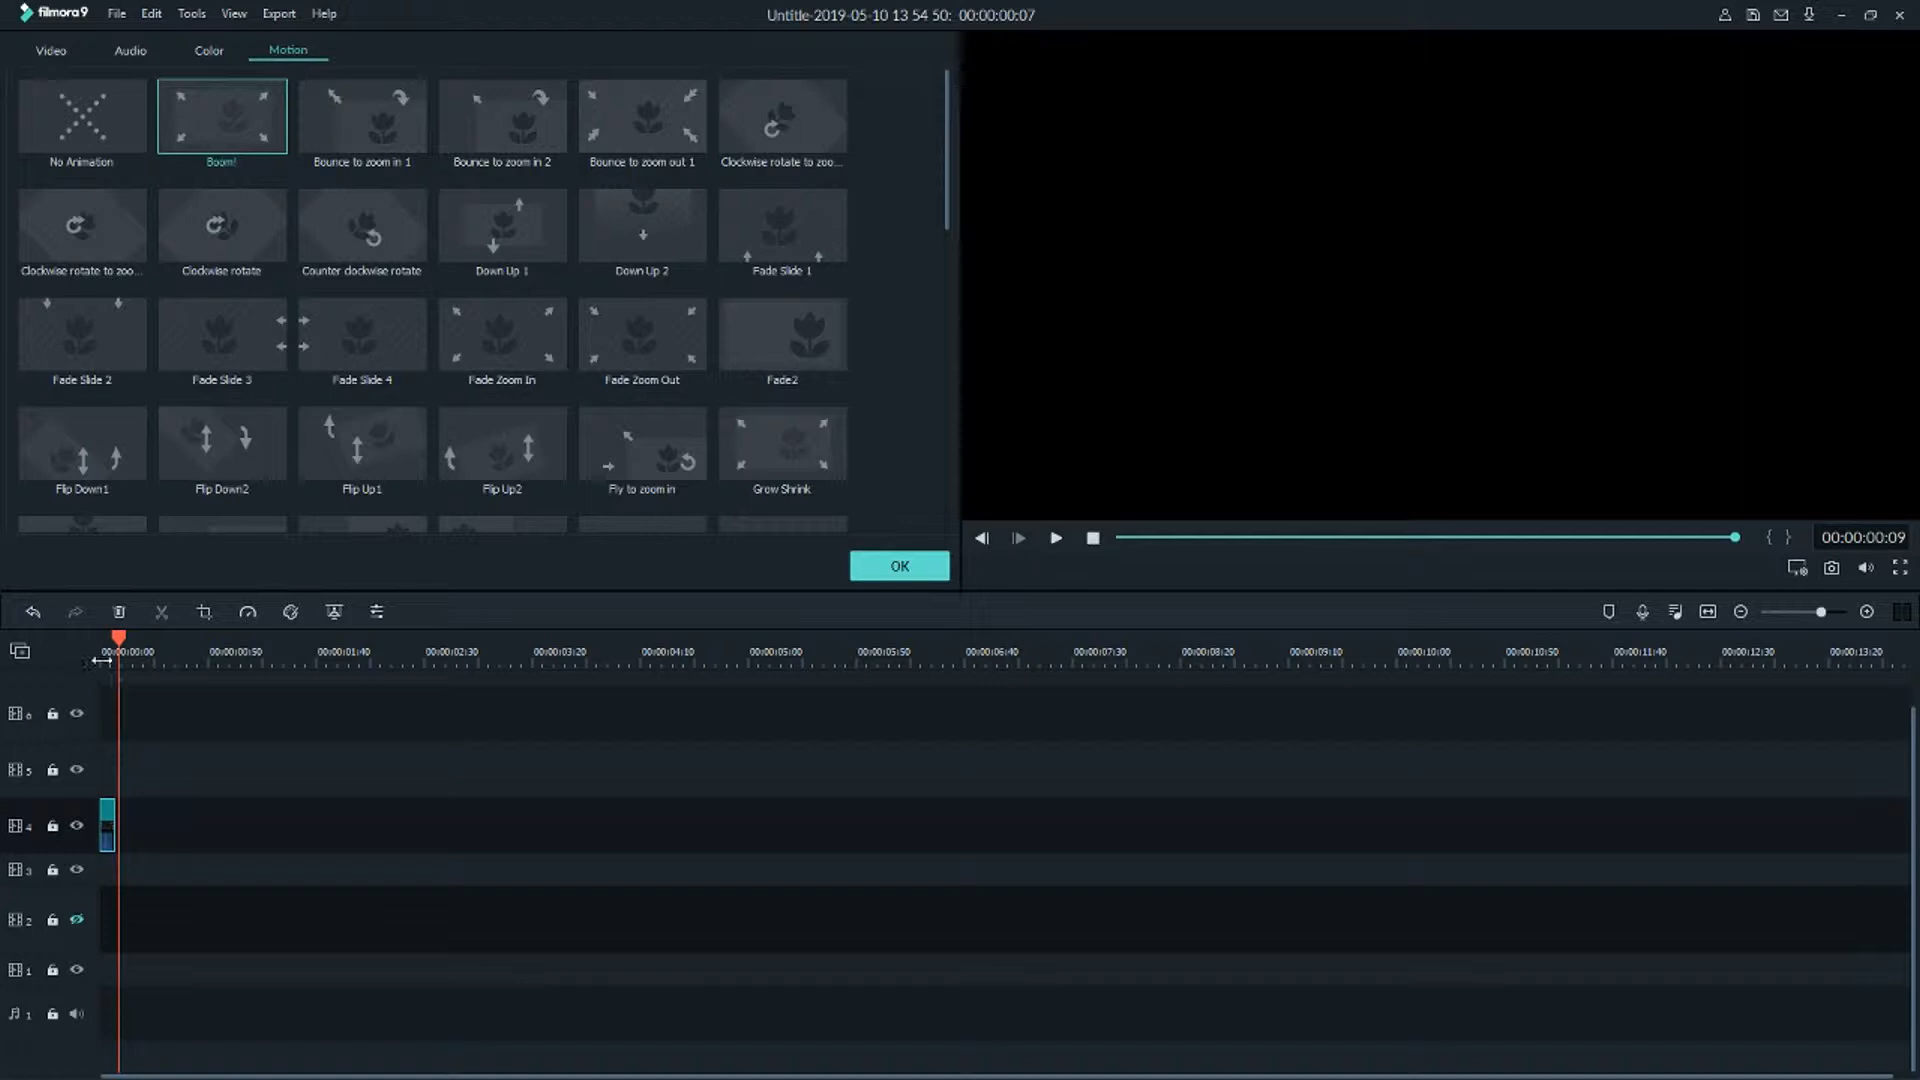 filmora9 File Edit Tools View Export Help Untitle-2019-05-10 13 54 50: 00:00:00:07
Video Audio Color Motion
No Animation Boom! Bounce to zoom in 1 Bounce to zoom in 2 Bounce to zoom out 1 Clockwise rotate to zoo...
Clockwise rotate to zoo... Clockwise rotate Counter clockwise rotate Down Up 1 Down Up 2 Fade Slide 1
Fade Slide 2 Fade Slide 3 Fade Slide 4 Fade Zoom In Fade Zoom Out Fade2
Flip Down1 Flip Down2 Flip Up1 Flip Up2 Fly to zoom in Grow Shrink
{ } 00:00:00:09
OK
00:00:00:00 00:00:00:50 00:00:01:40 00:00:02:30 00:00:03:20 00:00:04:10 00:00:05:00 00:00:05:50 00:00:06:40 00:00:07:30 00:00:08:20 00:00:09:10 00:00:10:00 00:00:10:50 00:00:11:40 00:00:12:30 00:00:13:20
6
5
4
3
2
1
1